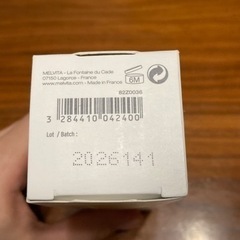 MELVITA - La Fontaine du Cade
07150 Lagorce - France
www.melvita.com - Made in France
6M
82Z0036
3 284410 042400
Lot / Batch :
2026141